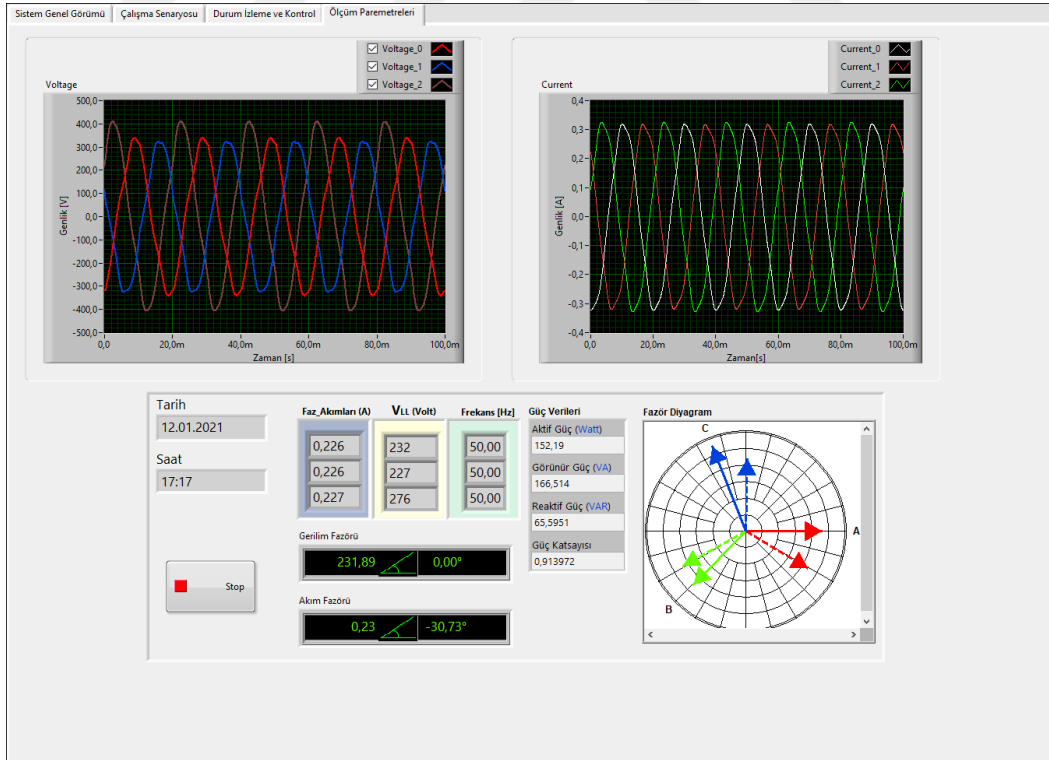 Sistem Genel Görümü Çalışma Senaryosu Durum İzleme ve Kontrol Ölçüm Paremetreleri
Voltage_0
Voltage_1
Voltage_2
Voltage
500,0
400,0
300,0
200,0
100,0
0,0
-100,0
-200,0
-300,0
-400,0
-500,0
Genlik [V]
0,0 20,0m 40,0m 60,0m 80,0m 100,0m
Zaman [s]
Current_0
Current_1
Current_2
Current
0,4
0,3
0,2
0,1
0,0
-0,1
-0,2
-0,3
-0,4
Genlik [A]
0,0 20,0m 40,0m 60,0m 80,0m 100,0m
Zaman[s]
Tarih
12.01.2021
Saat
17:17
Stop
Faz_Akımları (A) VLL (Volt) Frekans [Hz]
0,226 232 50,00
0,226 227 50,00
0,227 276 50,00
Gerilim Fazörü
231,89 0,00°
Akım Fazörü
0,23 -30,73°
Güç Verileri
Aktif Güç (Watt)
152,19
Görünür Güç (VA)
166,514
Reaktif Güç (VAR)
65,5951
Güç Katsayısı
0,913972
Fazör Diyagram
C
A
B